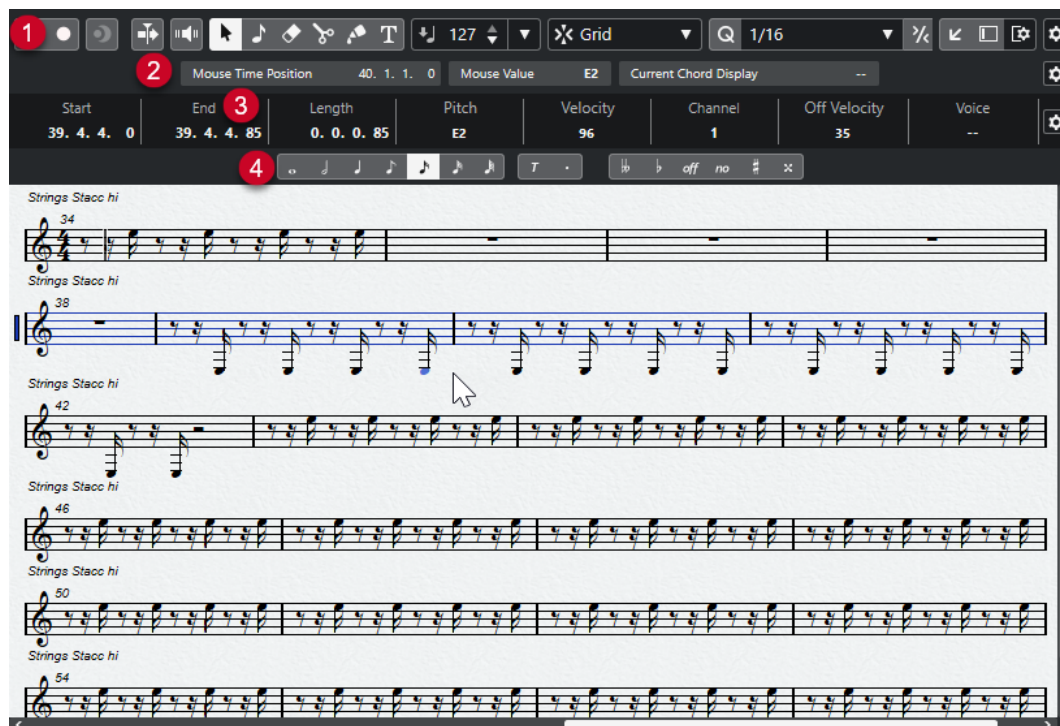 1 T 127 Grid Q 1/16
2 Mouse Time Position 40. 1. 1. 0 Mouse Value E2 Current Chord Display --
Start End 3 Length Pitch Velocity Channel Off Velocity Voice
39. 4. 4. 0 39. 4. 4. 85 0. 0. 0. 85 E2 96 1 35 --
4 T . off no
Strings Stacc hi
34
4
4
Strings Stacc hi
38
Strings Stacc hi
42
Strings Stacc hi
46
Strings Stacc hi
50
Strings Stacc hi
54